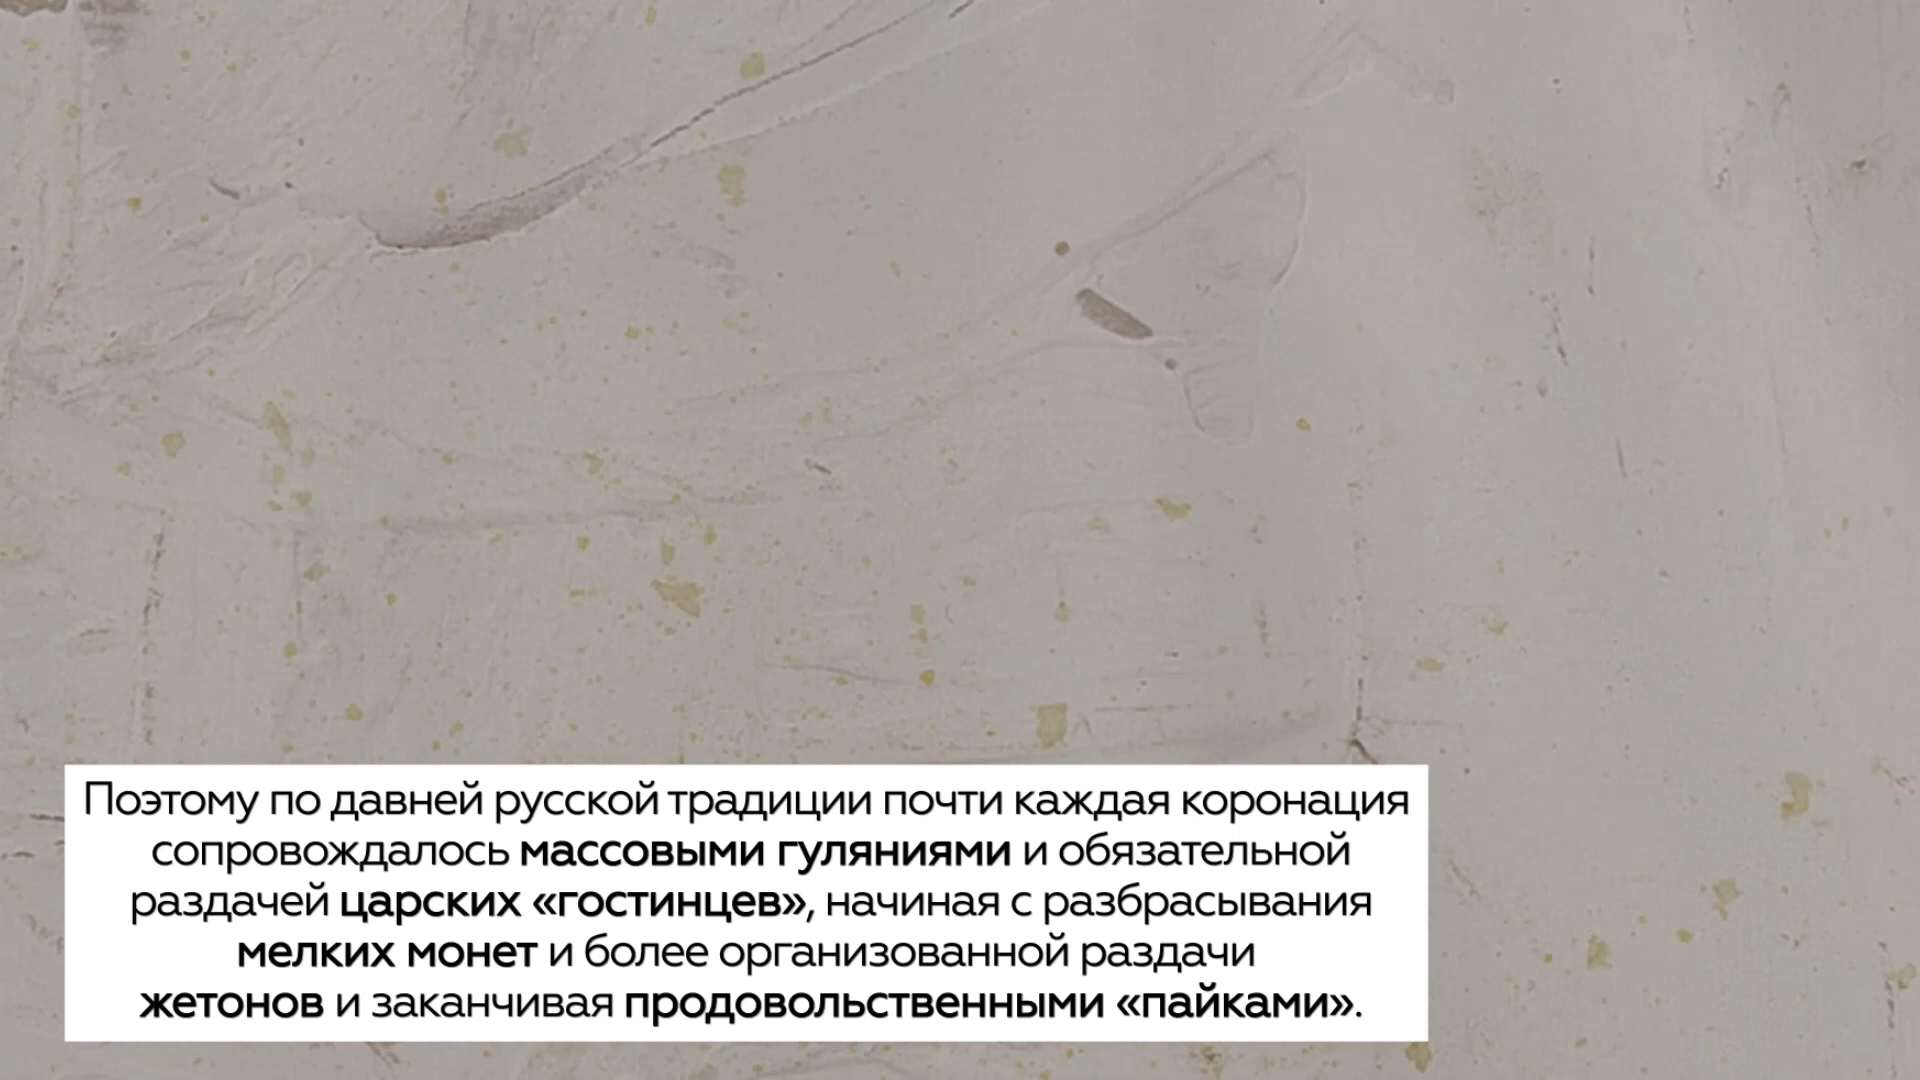 Поэтому по давней русской традиции почти каждая коронация
сопровождалось массовыми гуляниями и обязательной
раздачей царских «гостинцев», начиная с разбрасывания
мелких монет и более организованной раздачи
жетонов и заканчивая продовольственными «пайками».